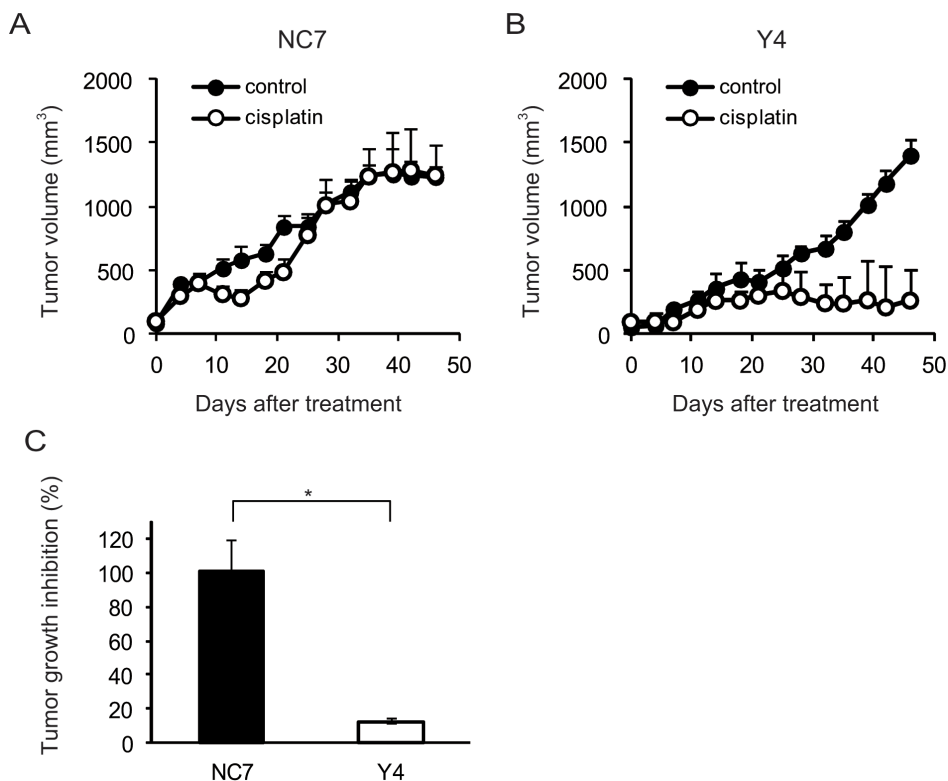 A
NC7
Tumor volume (mm³)
2000
1500
1000
500
0
control
cisplatin
0 10 20 30 40 50
Days after treatment
B
Y4
Tumor volume (mm³)
2000
1500
1000
500
0
control
cisplatin
0 10 20 30 40 50
Days after treatment
C
Tumor growth inhibition (%)
*
120
100
80
60
40
20
0
NC7 Y4